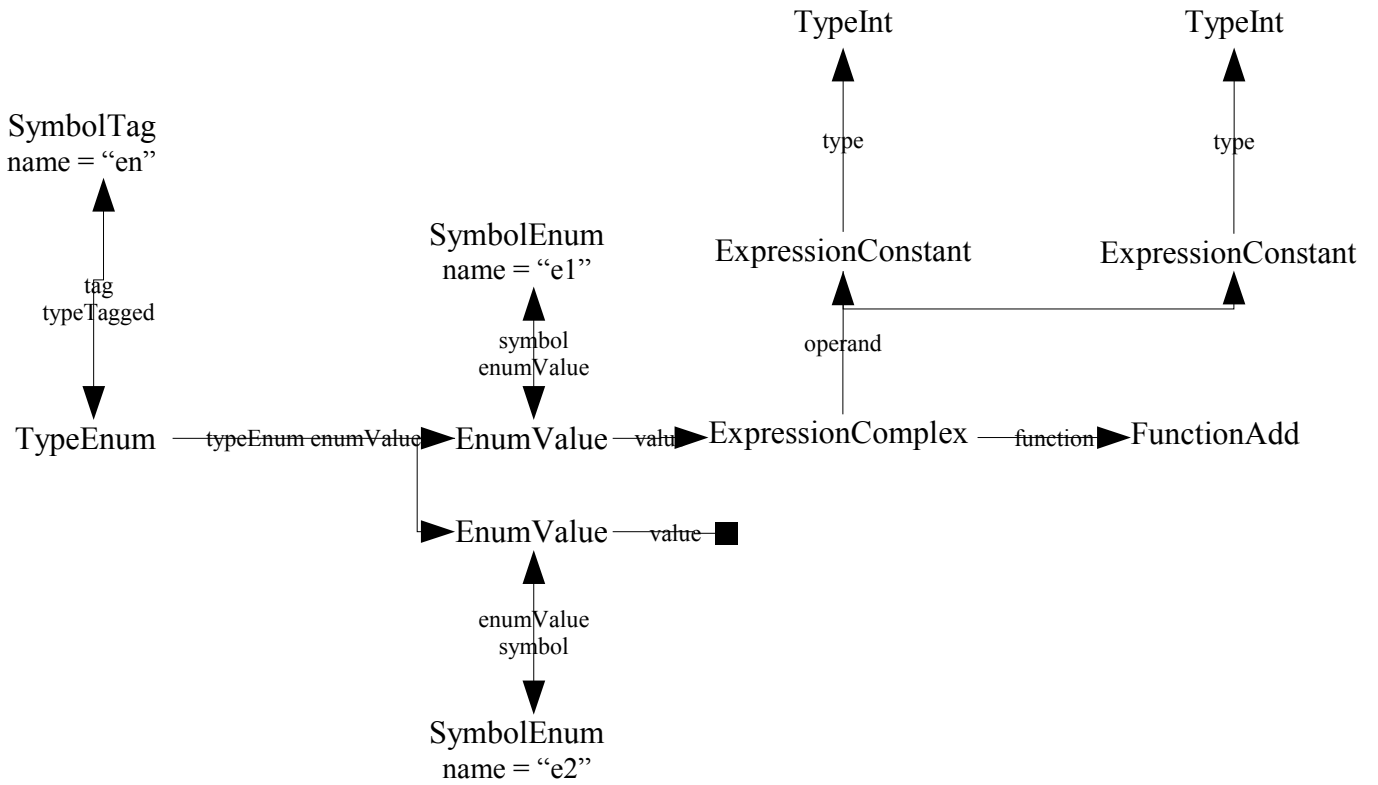 TypeInt
TypeInt
SymbolTag
name = “en”
type
type
SymbolEnum
name = “e1”
ExpressionConstant
ExpressionConstant
tag
typeTagged
symbol
enumValue
operand
TypeEnum
typeEnum enumValue
EnumValue
valu
ExpressionComplex
function
FunctionAdd
EnumValue
value
enumValue
symbol
SymbolEnum
name = “e2”